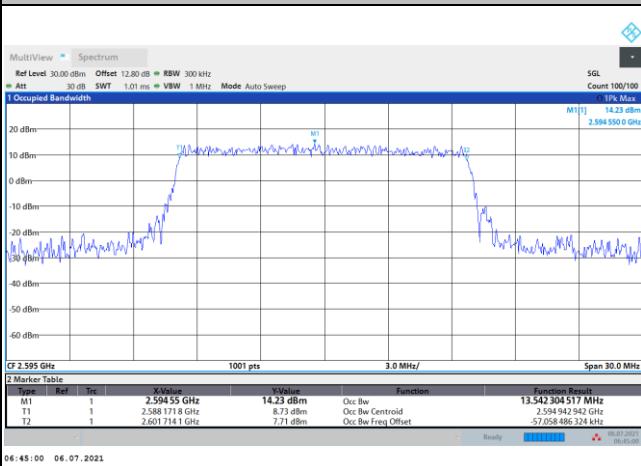 MultiView Spectrum
Ref Level 30.00 dBm Offset 12.80 dB RBW 300 kHz SGL
Att 30 dB SWT 1.01 ms VBW 1 MHz Mode Auto Sweep Count 100/100
1 Occupied Bandwidth 1Pk Max
M1[1] 14.23 dBm
2.594 550 0 GHz
M1
20 dBm
T1 T2
10 dBm
0 dBm
-10 dBm
-20 dBm
-30 dBm
-40 dBm
-50 dBm
-60 dBm
CF 2.595 GHz 1001 pts 3.0 MHz/ Span 30.0 MHz
2 Marker Table
Type Ref Trc X-Value Y-Value Function Function Result
M1 1 2.594 55 GHz 14.23 dBm Occ Bw 13.542 304 517 MHz
T1 1 2.588 171 8 GHz 8.73 dBm Occ Bw Centroid 2.594 942 942 GHz
T2 1 2.601 714 1 GHz 7.71 dBm Occ Bw Freq Offset -57.058 486 324 kHz
Ready 06.07.2021
06:45:00
06:45:00 06.07.2021